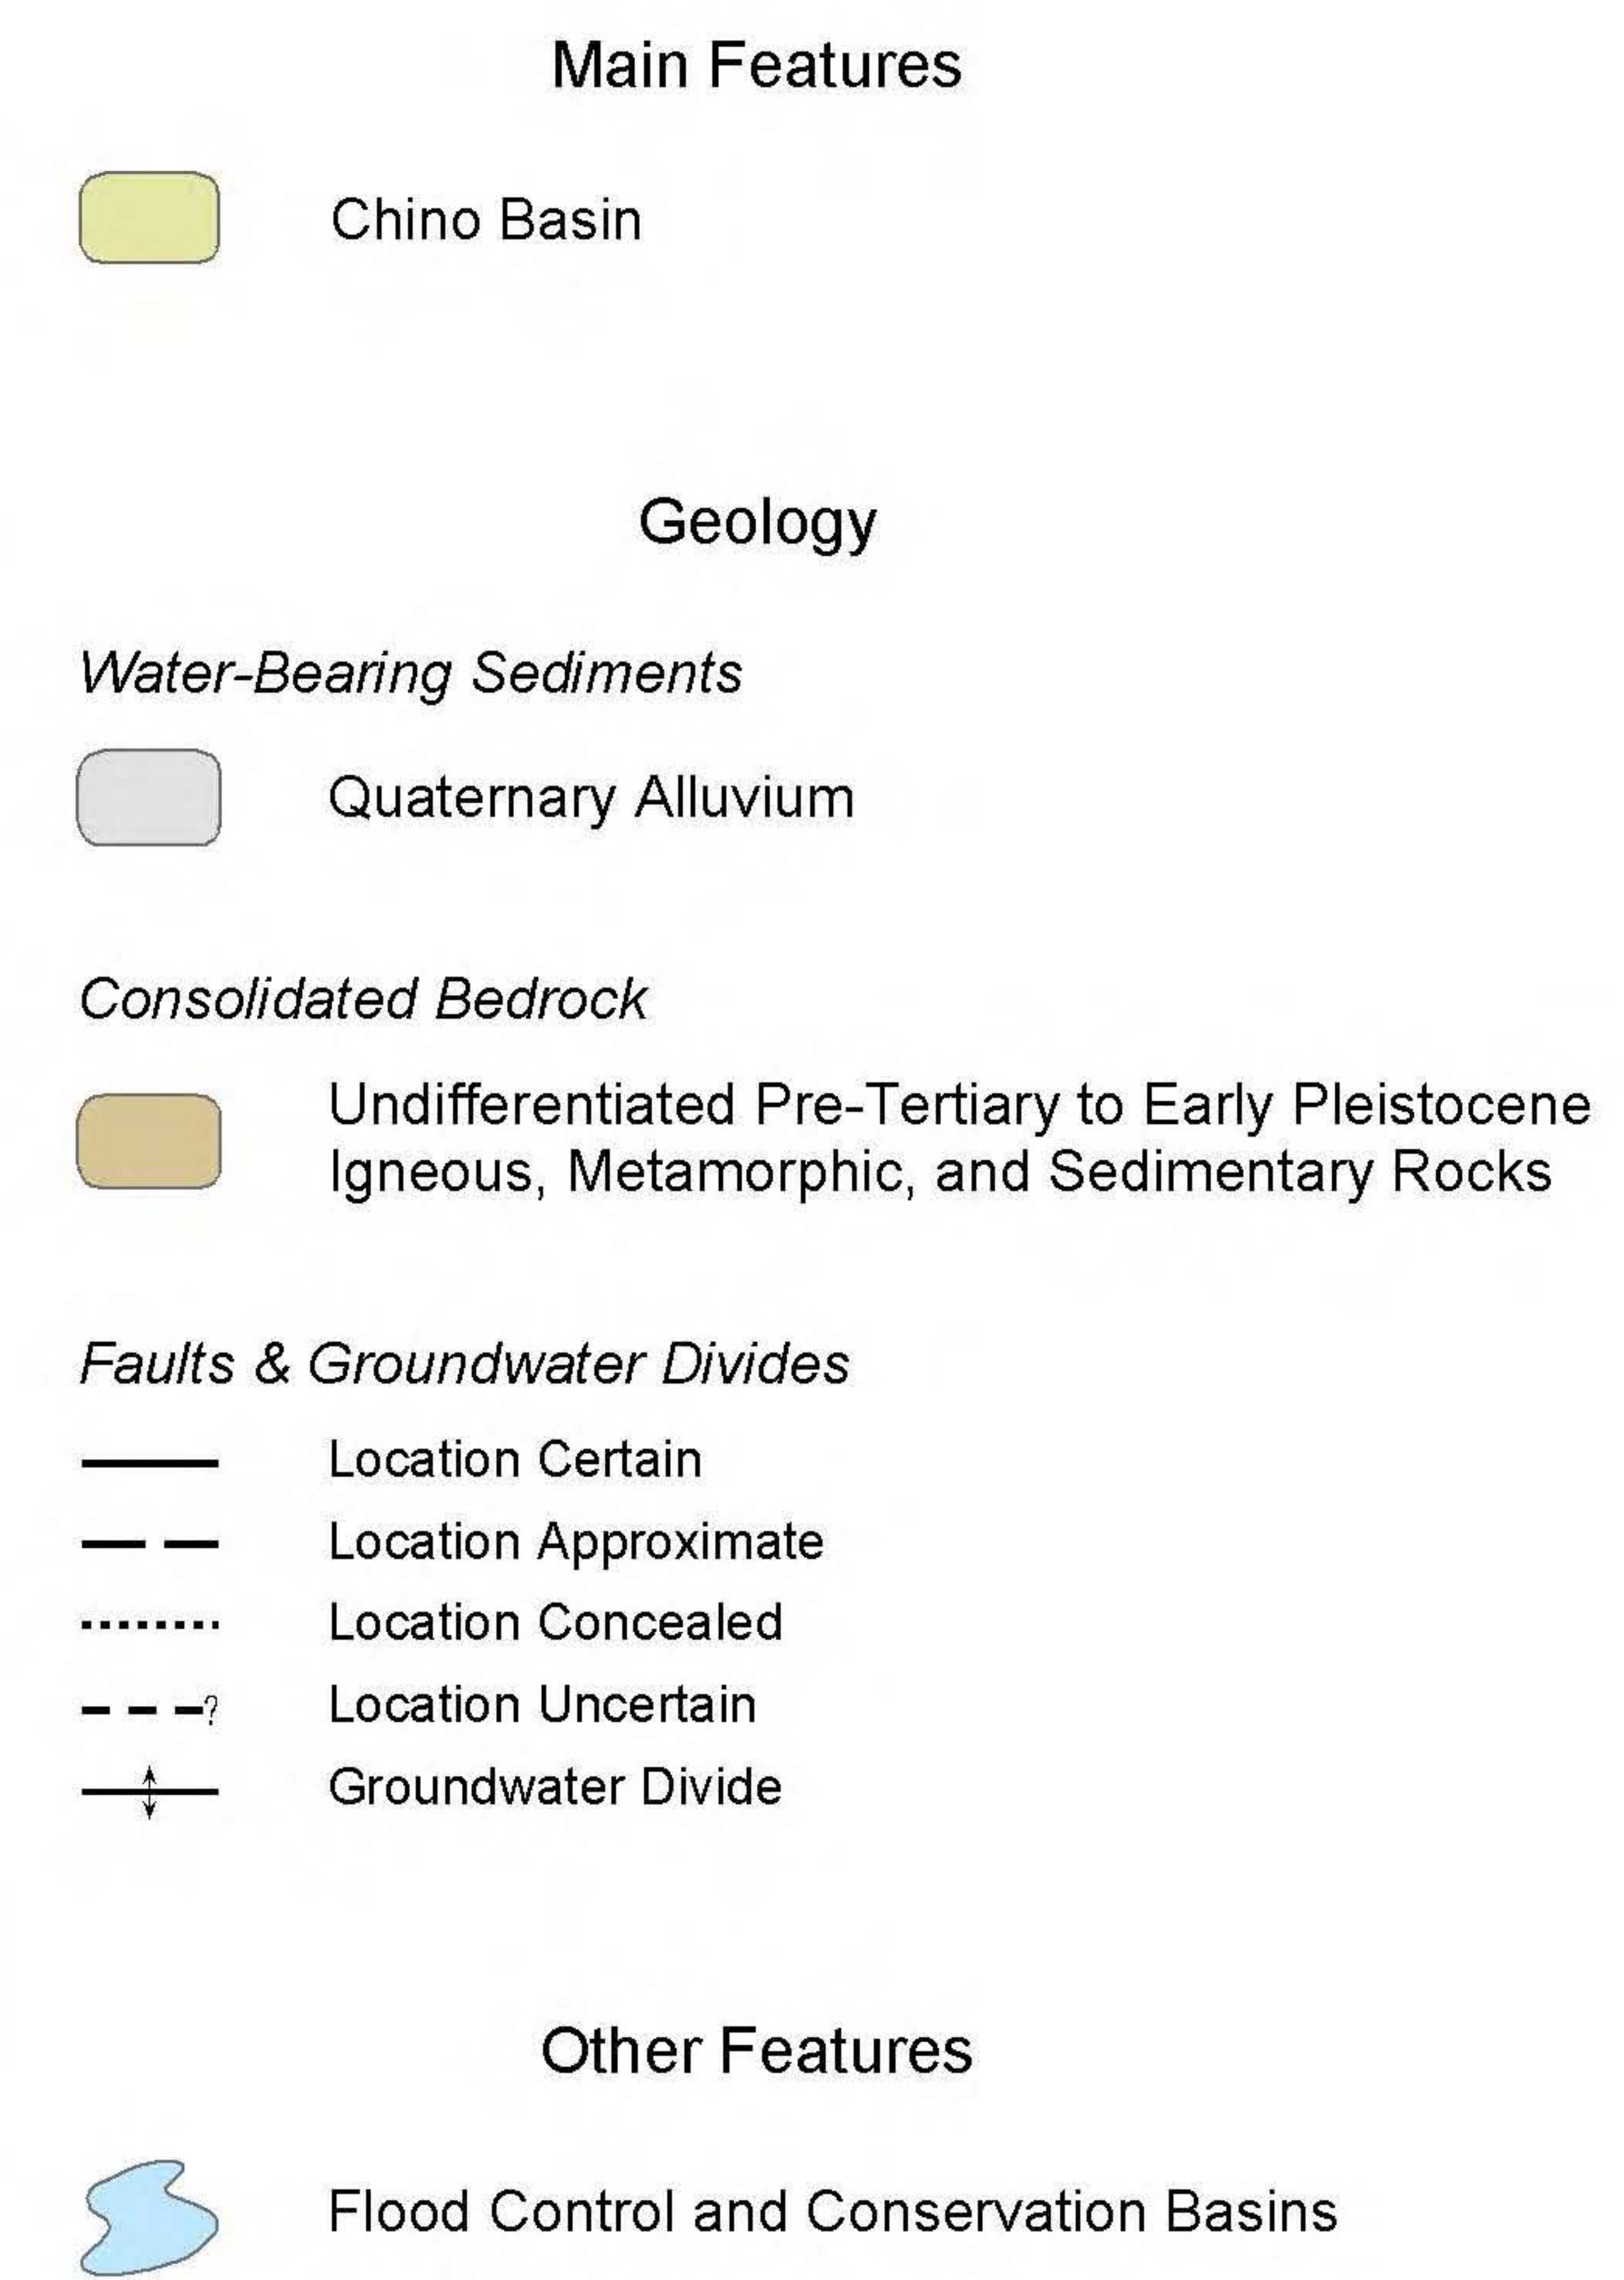 Main Features
Chino Basin
Geology
Water-Bearing Sediments
Quaternary Alluvium
Consolidated Bedrock
Undifferentiated Pre-Tertiary to Early Pleistocene
Igneous, Metamorphic, and Sedimentary Rocks
Faults & Groundwater Divides
Location Certain
Location Approximate
Location Concealed
?
Location Uncertain
Groundwater Divide
Other Features
Flood Control and Conservation Basins